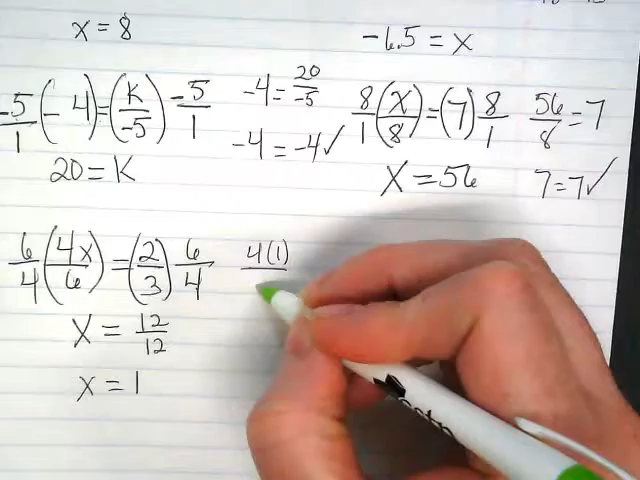 x = 8
-6.5 = x
-5/1 (-4) = (K/-5) -5/1
20 = K
-4 = 20/-5
-4 = -4 ✓
8/1 (x/8) = (7) 8/1
X = 56
56/8 = 7
7 = 7 ✓
6/4 (4x/6) = (2/3) 6/4
X = 12/12
x = 1
4(1)